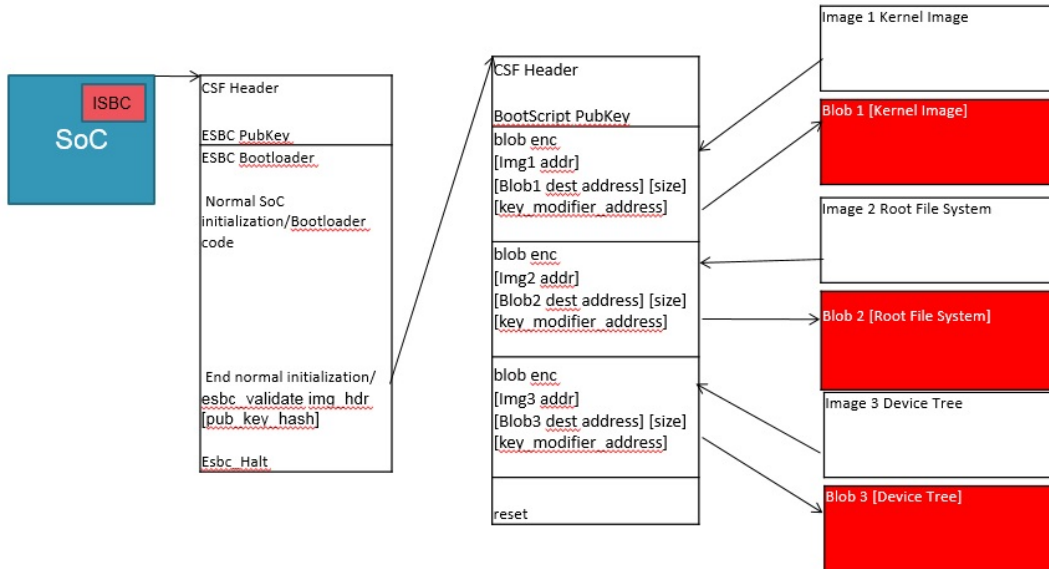 ISBC
SoC
CSF Header
ESBC PubKey
ESBC Bootloader
Normal SoC
initialization/Bootloader
code
End normal initialization/
esbc_validate img_hdr
[pub_key_hash]
Esbc_Halt
CSF Header
BootScript PubKey
blob enc
[Img1 addr]
[Blob1 dest address] [size]
[key_modifier_address]
blob enc
[Img2 addr]
[Blob2 dest address] [size]
[key_modifier_address]
blob enc
[Img3 addr]
[Blob3 dest address] [size]
[key_modifier_address]
reset
Image 1 Kernel Image
Blob 1 [Kernel Image]
Image 2 Root File System
Blob 2 [Root File System]
Image 3 Device Tree
Blob 3 [Device Tree]